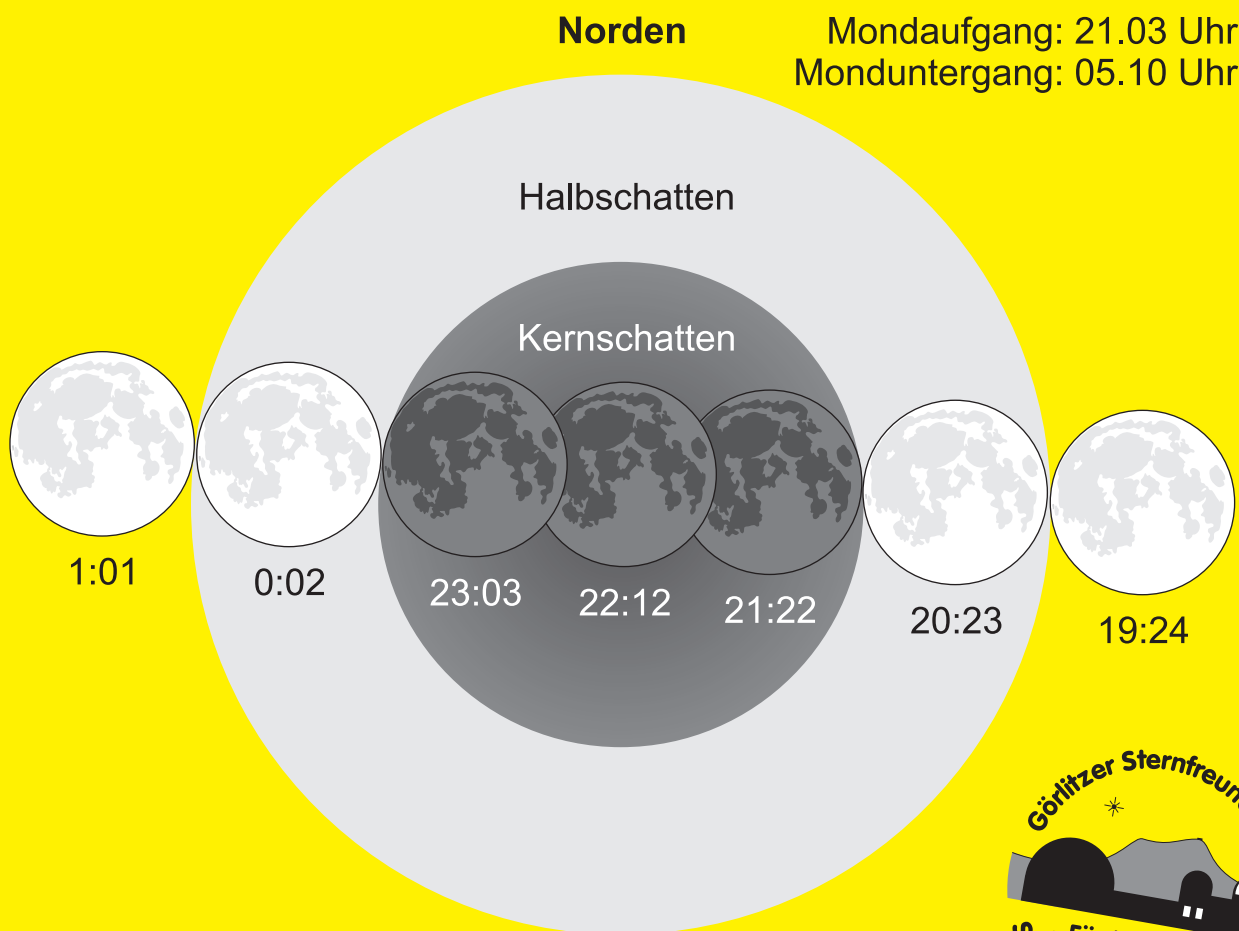 Norden
Mondaufgang: 21.03 Uhr
Monduntergang: 05.10 Uhr
Halbschatten
Kernschatten
1:01
0:02
23:03
22:12
21:22
20:23
19:24
Görlitzer